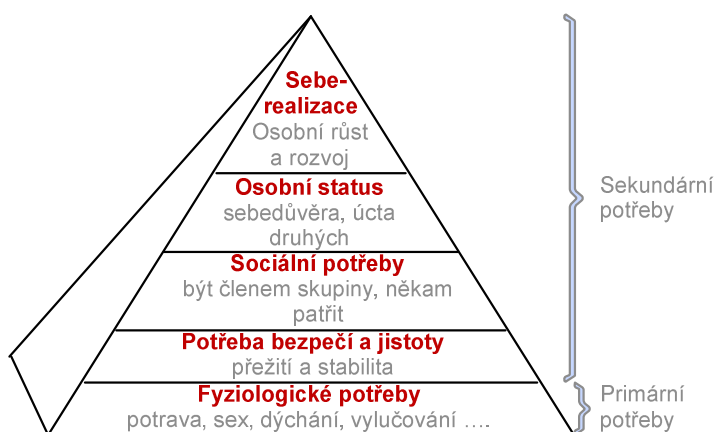 Sebe-
realizace
Osobní růst
a rozvoj
Osobní status
sebedůvěra, úcta
druhých
Sociální potřeby
být členem skupiny, někam
patřit
Potřeba bezpečí a jistoty
přežití a stabilita
Fyziologické potřeby
potrava, sex, dýchání, vylučování ....
Sekundární
potřeby
Primární
potřeby